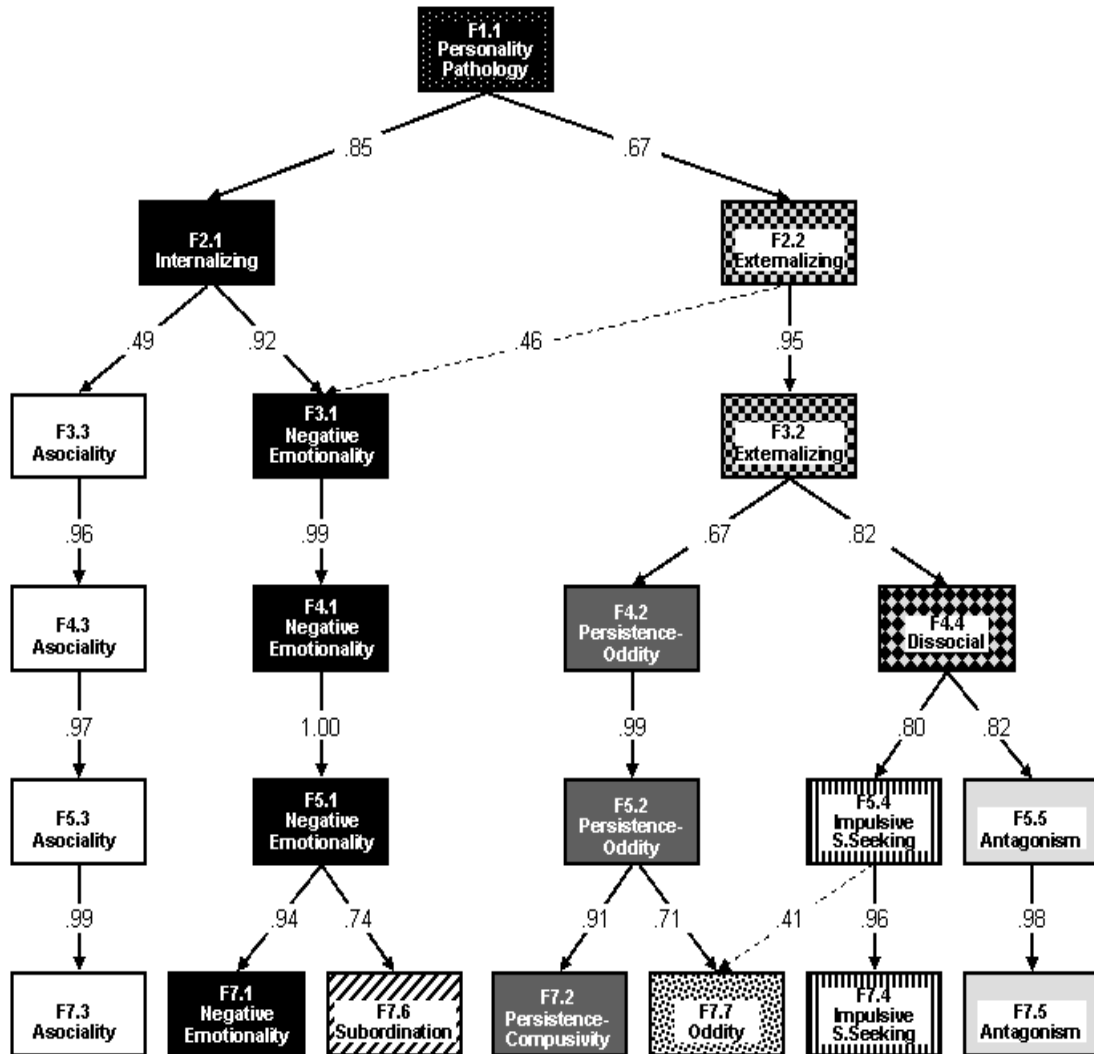 F1.1
Personality
Pathology
.85
.67
F2.1
Internalizing
F2.2
Externalizing
.49
.92
.46
.95
F3.3
Asociality
F3.1
Negative
Emotionality
F3.2
Externalizing
.96
.99
.67
.82
F4.3
Asociality
F4.1
Negative
Emotionality
F4.2
Persistence-
Oddity
F4.4
Dissocial
.97
1.00
.99
.80
.82
F5.3
Asociality
F5.1
Negative
Emotionality
F5.2
Persistence-
Oddity
F5.4
Impulsive
S.Seeking
F5.5
Antagonism
.99
.94
.74
.91
.71
.41
.96
.98
F7.3
Asociality
F7.1
Negative
Emotionality
F7.6
Subordination
F7.2
Persistence-
Compusivity
F7.7
Oddity
F7.4
Impulsive
S.Seeking
F7.5
Antagonism